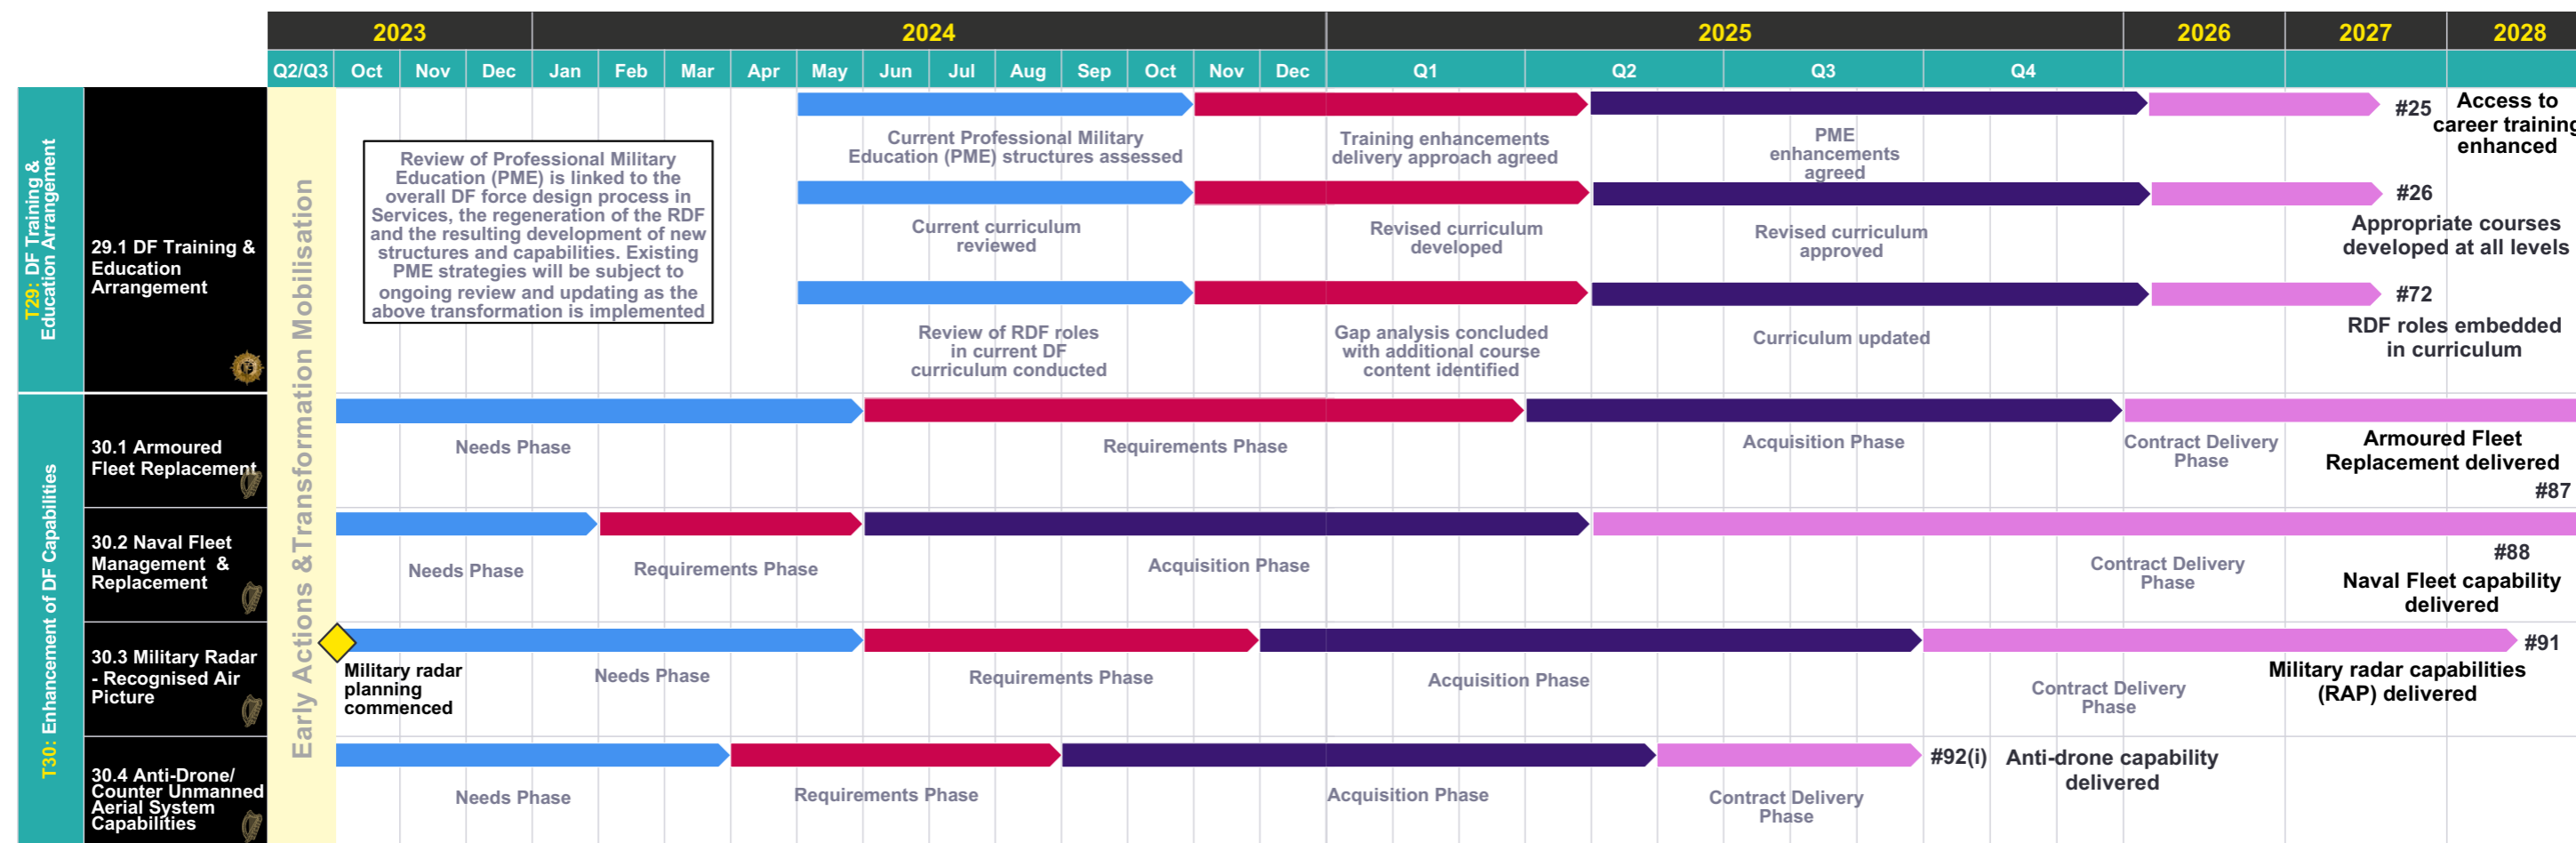 2023 2024 2025 2026 2027 2028
Q2/Q3 Oct Nov Dec Jan Feb Mar Apr May Jun Jul Aug Sep Oct Nov Dec Q1 Q2 Q3 Q4
T29: DF Training &
Education Arrangement
29.1 DF Training &
Education
Arrangement
Early Actions &Transformation Mobilisation
Review of Professional Military
Education (PME) is linked to the
overall DF force design process in
Services, the regeneration of the RDF
and the resulting development of new
structures and capabilities. Existing
PME strategies will be subject to
ongoing review and updating as the
above transformation is implemented
Current Professional Military
Education (PME) structures assessed
Training enhancements
delivery approach agreed
PME
enhancements
agreed
#25
Access to
career training
enhanced
Current curriculum
reviewed
Revised curriculum
developed
Revised curriculum
approved
#26
Appropriate courses
developed at all levels
Review of RDF roles
in current DF
curriculum conducted
Gap analysis concluded
with additional course
content identified
Curriculum updated
#72
RDF roles embedded
in curriculum
T30: Enhancement of DF Capabilities
30.1 Armoured
Fleet Replacement
Needs Phase
Requirements Phase
Acquisition Phase
Contract Delivery
Phase
Armoured Fleet
Replacement delivered
#87
30.2 Naval Fleet
Management &
Replacement
Needs Phase
Requirements Phase
Acquisition Phase
Contract Delivery
Phase
#88
Naval Fleet capability
delivered
30.3 Military Radar
- Recognised Air
Picture
Military radar
planning
commenced
Needs Phase
Requirements Phase
Acquisition Phase
Contract Delivery
Phase
#91
Military radar capabilities
(RAP) delivered
30.4 Anti-Drone/
Counter Unmanned
Aerial System
Capabilities
Needs Phase
Requirements Phase
Acquisition Phase
Contract Delivery
Phase
#92(i)
Anti-drone capability
delivered